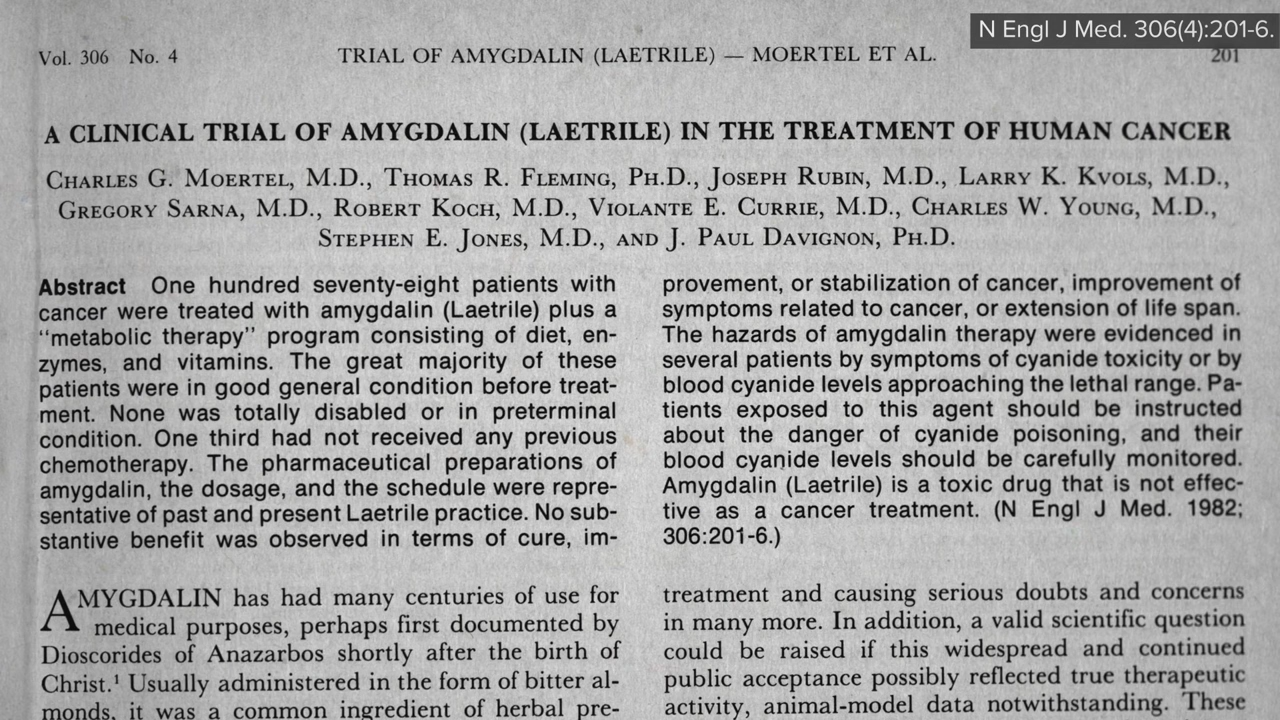 N Engl J Med. 306(4):201-6.
Vol. 306 No. 4
TRIAL OF AMYGDALIN (LAETRILE) — MOERTEL ET AL.
201
A CLINICAL TRIAL OF AMYGDALIN (LAETRILE) IN THE TREATMENT OF HUMAN CANCER
CHARLES G. MOERTEL, M.D., THOMAS R. FLEMING, PH.D., JOSEPH RUBIN, M.D., LARRY K. KVOLS, M.D.,
GREGORY SARNA, M.D., ROBERT KOCH, M.D., VIOLANTE E. CURRIE, M.D., CHARLES W. YOUNG, M.D.,
STEPHEN E. JONES, M.D., AND J. PAUL DAVIGNON, PH.D.
Abstract One hundred seventy-eight patients with
cancer were treated with amygdalin (Laetrile) plus a
‘‘metabolic therapy’’ program consisting of diet, en-
zymes, and vitamins. The great majority of these
patients were in good general condition before treat-
ment. None was totally disabled or in preterminal
condition. One third had not received any previous
chemotherapy. The pharmaceutical preparations of
amygdalin, the dosage, and the schedule were repre-
sentative of past and present Laetrile practice. No sub-
stantive benefit was observed in terms of cure, im-
provement, or stabilization of cancer, improvement of
symptoms related to cancer, or extension of life span.
The hazards of amygdalin therapy were evidenced in
several patients by symptoms of cyanide toxicity or by
blood cyanide levels approaching the lethal range. Pa-
tients exposed to this agent should be instructed
about the danger of cyanide poisoning, and their
blood cyanide levels should be carefully monitored.
Amygdalin (Laetrile) is a toxic drug that is not effec-
tive as a cancer treatment. (N Engl J Med. 1982;
306:201-6.)
AMYGDALIN has had many centuries of use for
medical purposes, perhaps first documented by
Dioscorides of Anazarbos shortly after the birth of
Christ.¹ Usually administered in the form of bitter al-
monds, it was a common ingredient of herbal pre-
treatment and causing serious doubts and concerns
in many more. In addition, a valid scientific question
could be raised if this widespread and continued
public acceptance possibly reflected true therapeutic
activity, animal-model data notwithstanding. These